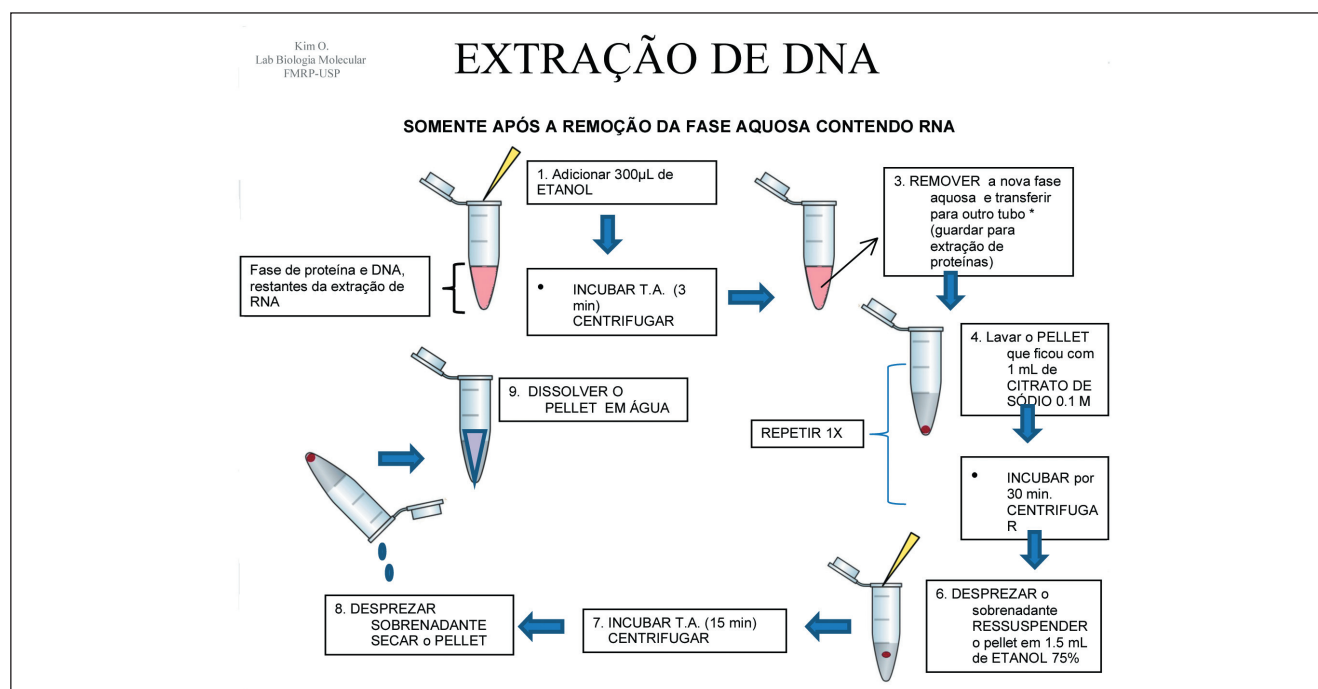 Kim O.
Lab Biologia Molecular
FMRP-USP
EXTRAÇÃO DE DNA
SOMENTE APÓS A REMOÇÃO DA FASE AQUOSA CONTENDO RNA
1. Adicionar 300µL de
ETANOL
Fase de proteína e DNA,
restantes da extração de
RNA
• INCUBAR T.A. (3
min)
CENTRIFUGAR
3. REMOVER a nova fase
aquosa e transferir
para outro tubo *
(guardar para
extração de
proteínas)
4. Lavar o PELLET
que ficou com
1 mL de
CITRATO DE
SÓDIO 0.1 M
REPETIR 1X
• INCUBAR por
30 min.
CENTRIFUGA
R
6. DESPREZAR o
sobrenadante
RESSUSPENDER
o pellet em 1.5 mL
de ETANOL 75%
7. INCUBAR T.A. (15 min)
CENTRIFUGAR
8. DESPREZAR
SOBRENADANTE
SECAR o PELLET
9. DISSOLVER O
PELLET EM ÁGUA